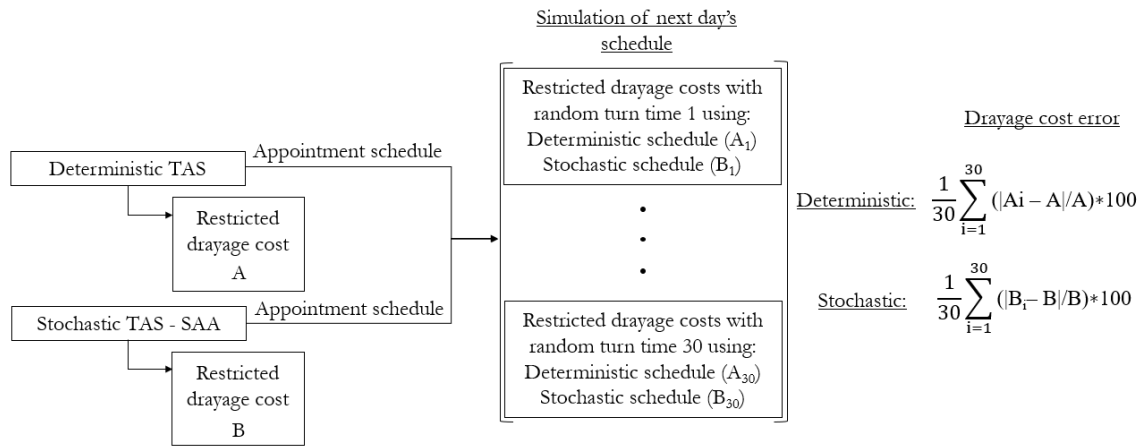 Simulation of next day's
schedule
Restricted drayage costs with
random turn time 1 using:
Deterministic schedule (A₁)
Stochastic schedule (B₁)
Drayage cost error
Appointment schedule
Deterministic TAS
Restricted
drayage cost
A
Deterministic: 1/30 ∑ i=1 30 (|Ai – A|/A)*100
Appointment schedule
Stochastic TAS - SAA
Restricted
drayage cost
B
Restricted drayage costs with
random turn time 30 using:
Deterministic schedule (A₃₀)
Stochastic schedule (B₃₀)
Stochastic: 1/30 ∑ i=1 30 (|Bᵢ– B|/B)*100